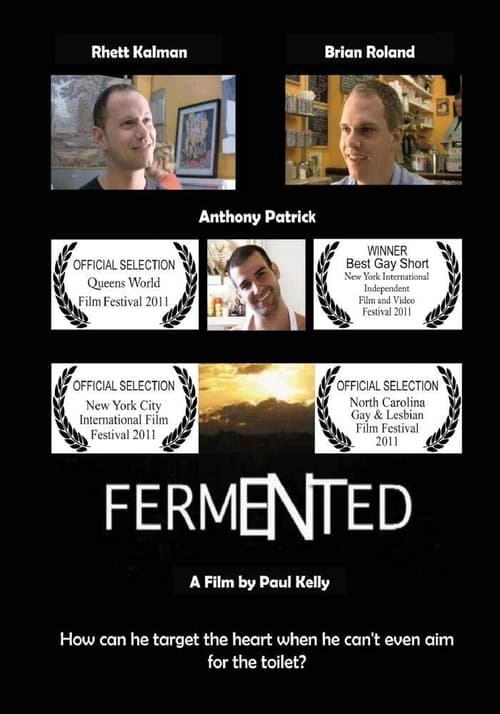 Rhett Kalman
Brian Roland
Anthony Patrick
OFFICIAL SELECTION
Queens World
Film Festival 2011
WINNER
Best Gay Short
New York International
Independent
Film and Video
Festival 2011
OFFICIAL SELECTION
New York City
International Film
Festival 2011
OFFICIAL SELECTION
North Carolina
Gay & Lesbian
Film Festival
2011
FERMENTED
A Film by Paul Kelly
How can he target the heart when he can't even aim
for the toilet?